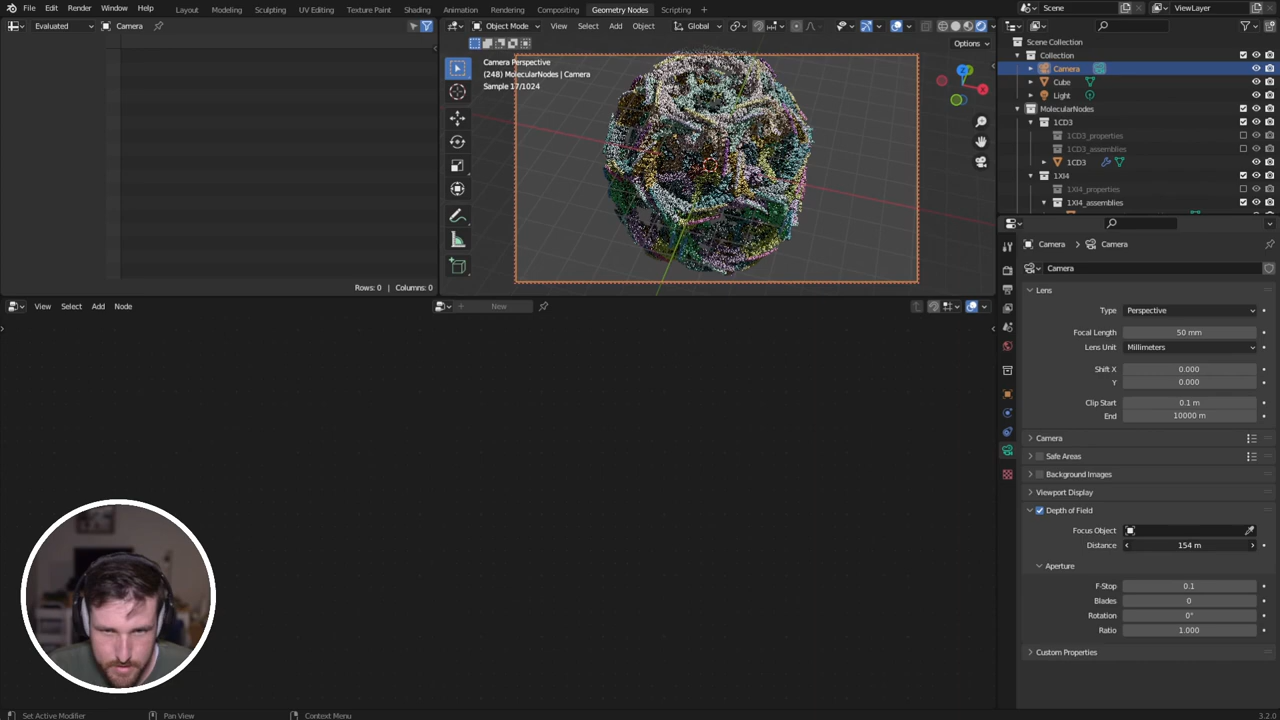 File Edit Render Window Help Layout Modeling Sculpting UV Editing Texture Paint Shading Animation Rendering Compositing Geometry Nodes Scripting + Scene ViewLayer
Evaluated Camera Object Mode View Select Add Object Global
Options
Camera Perspective
(248) MolecularNodes | Camera
Sample 17/1024
Z
X
Scene Collection
Collection
Camera
Cube
Light
MolecularNodes
1CD3
1CD3_properties
1CD3_assemblies
1CD3
1XI4
1XI4_properties
1XI4_assemblies
Rows: 0 | Columns: 0
View Select Add Node New
Camera > Camera
Camera
Lens
Type Perspective
Focal Length 50 mm
Lens Unit Millimeters
Shift X 0.000
Y 0.000
Clip Start 0.1 m
End 10000 m
Camera
Safe Areas
Background Images
Viewport Display
Depth of Field
Focus Object
Distance 154 m
Aperture
F-Stop 0.1
Blades 0
Rotation 0°
Ratio 1.000
Custom Properties
Set Active Modifier Pan View Context Menu 3.2.0